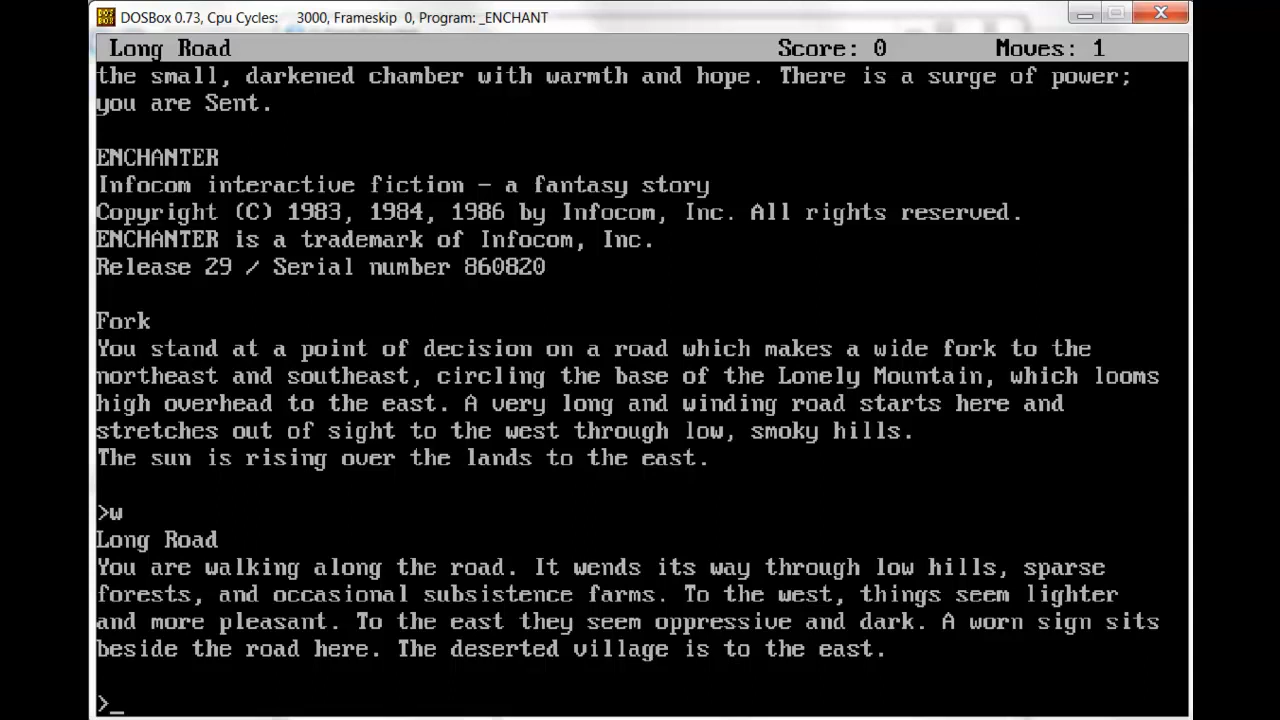 DOSBox 0.73, Cpu Cycles: 3000, Frameskip 0, Program: _ENCHANT
Long Road Score: 0 Moves: 1
the small, darkened chamber with warmth and hope. There is a surge of power;
you are Sent.
ENCHANTER
Infocom interactive fiction - a fantasy story
Copyright (C) 1983, 1984, 1986 by Infocom, Inc. All rights reserved.
ENCHANTER is a trademark of Infocom, Inc.
Release 29 / Serial number 860820
Fork
You stand at a point of decision on a road which makes a wide fork to the
northeast and southeast, circling the base of the Lonely Mountain, which looms
high overhead to the east. A very long and winding road starts here and
stretches out of sight to the west through low, smoky hills.
The sun is rising over the lands to the east.
>w
Long Road
You are walking along the road. It wends its way through low hills, sparse
forests, and occasional subsistence farms. To the west, things seem lighter
and more pleasant. To the east they seem oppressive and dark. A worn sign sits
beside the road here. The deserted village is to the east.
>_